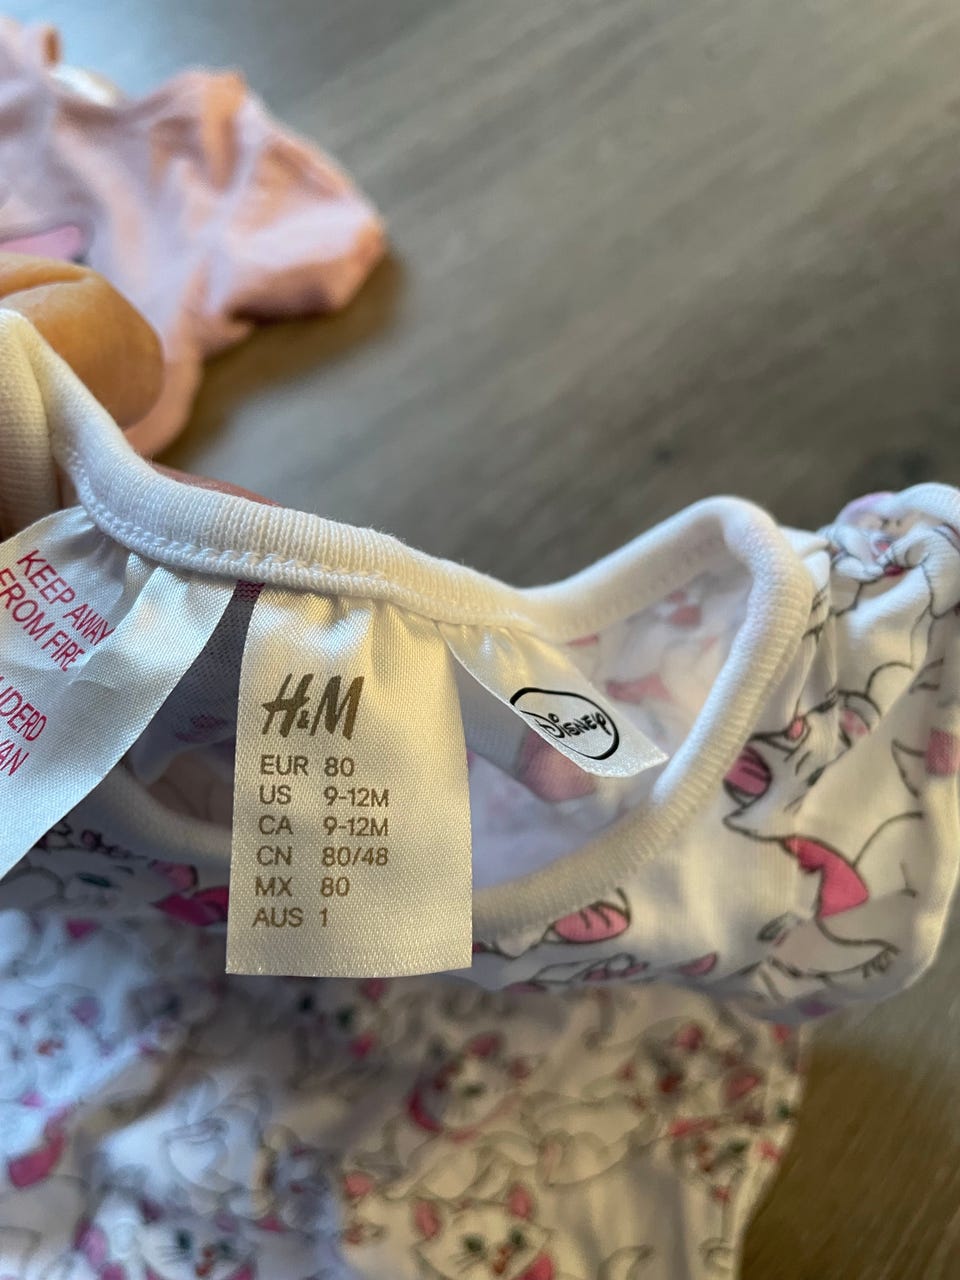 KEEP AWAY
FROM FIRE
H&M
EUR 80
US 9-12M
CA 9-12M
CN 80/48
MX 80
AUS 1
Disney